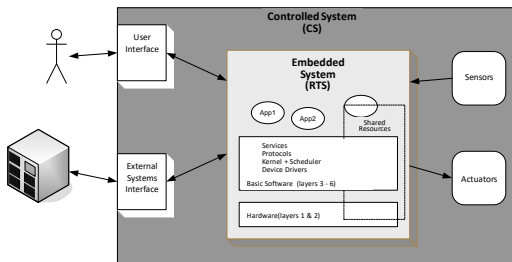 Controlled System
(CS)
User
Interface
Embedded
System
(RTS)
Sensors
App1
App2
Shared
Resources
Services
Protocols
Kernel + Scheduler
Device Drivers
Basic Software (layers 3 - 6)
External
Systems
Interface
Actuators
Hardware(layers 1 & 2)